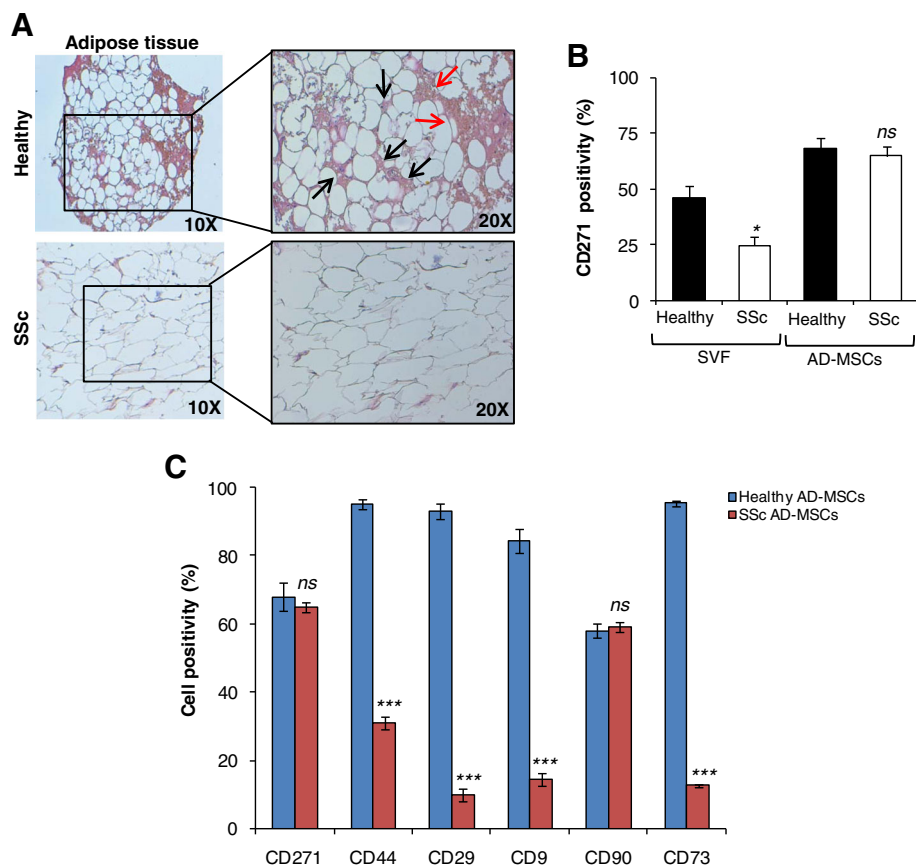 A
Adipose tissue
Healthy
10X
20X
SSc
10X
20X
B
CD271 positivity (%)
100
75
50
25
0
*
ns
Healthy
SSc
Healthy
SSc
SVF
AD-MSCs
C
Cell positivity (%)
100
80
60
40
20
0
ns
***
***
***
ns
***
CD271
CD44
CD29
CD9
CD90
CD73
Healthy AD-MSCs
SSc AD-MSCs